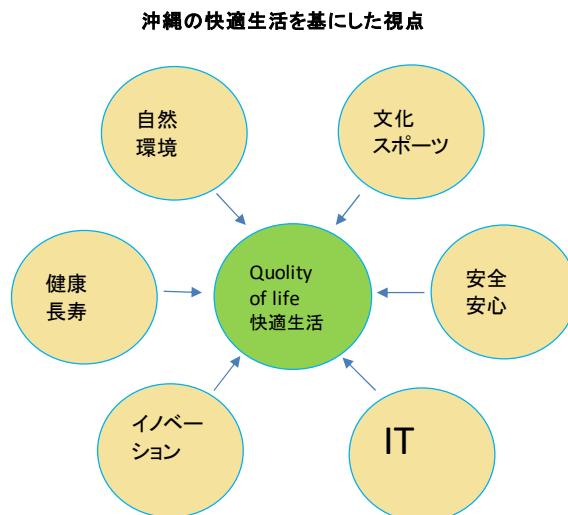 沖縄の快適生活を基にした視点
自然
環境
文化
スポーツ
健康
長寿
Quolity
of life
快適生活
安全
安心
イノベー
ション
IT